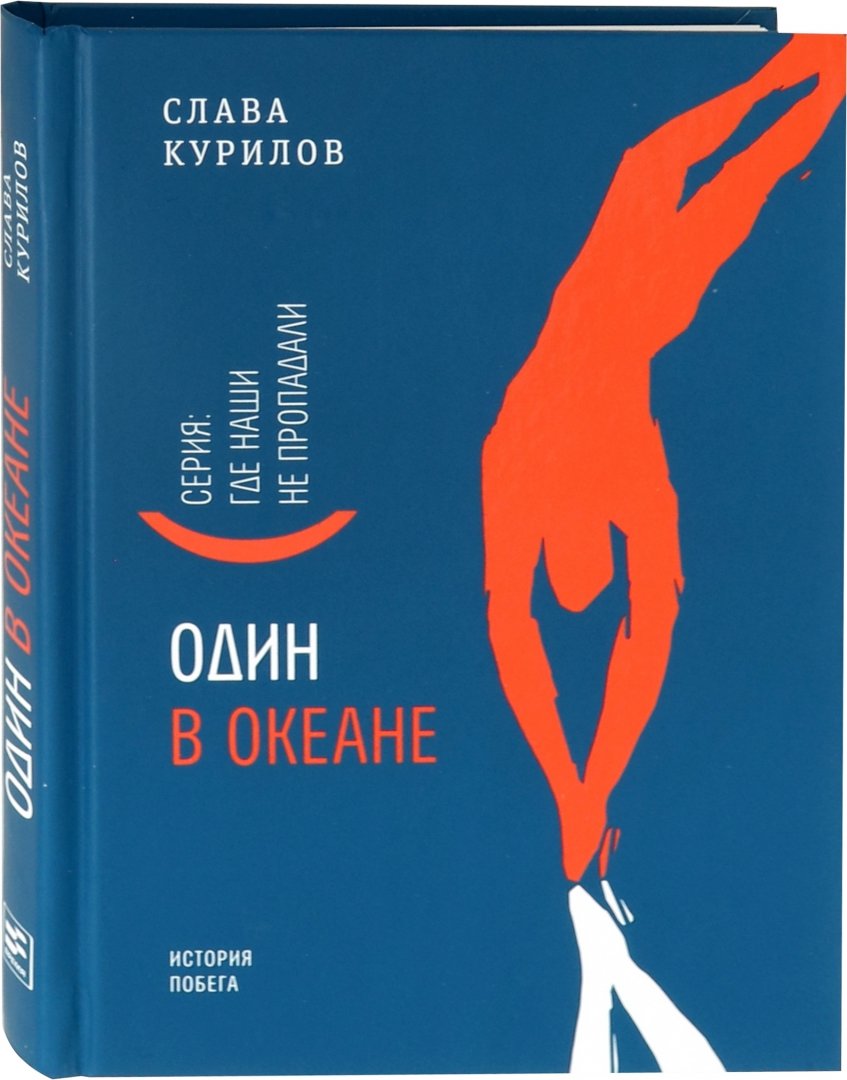 СЛАВА
КУРИЛОВ
СЕРИЯ:
ГДЕ НАШИ
НЕ ПРОПАДАЛИ
ОДИН
В ОКЕАНЕ
ИСТОРИЯ
ПОБЕГА
СЛАВА
КУРИЛОВ
ОДИН В ОКЕАНЕ